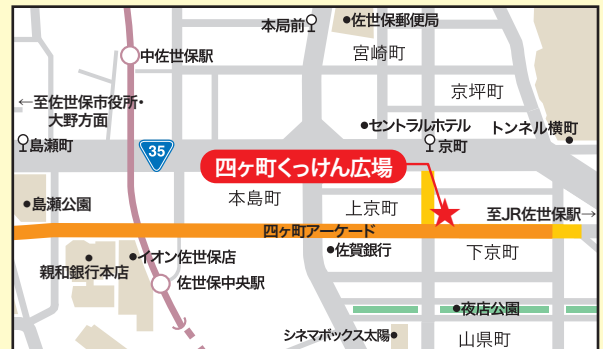 本局前
佐世保郵便局
中佐世保駅
宮崎町
京坪町
←至佐世保市役所・
大野方面
セントラルホテル
トンネル横町
島瀬町
35
京町
四ヶ町くっけん広場
本島町
上京町
島瀬公園
至JR佐世保駅→
四ヶ町アーケード
佐賀銀行
下京町
イオン佐世保店
親和銀行本店
佐世保中央駅
夜店公園
シネマボックス太陽
山県町